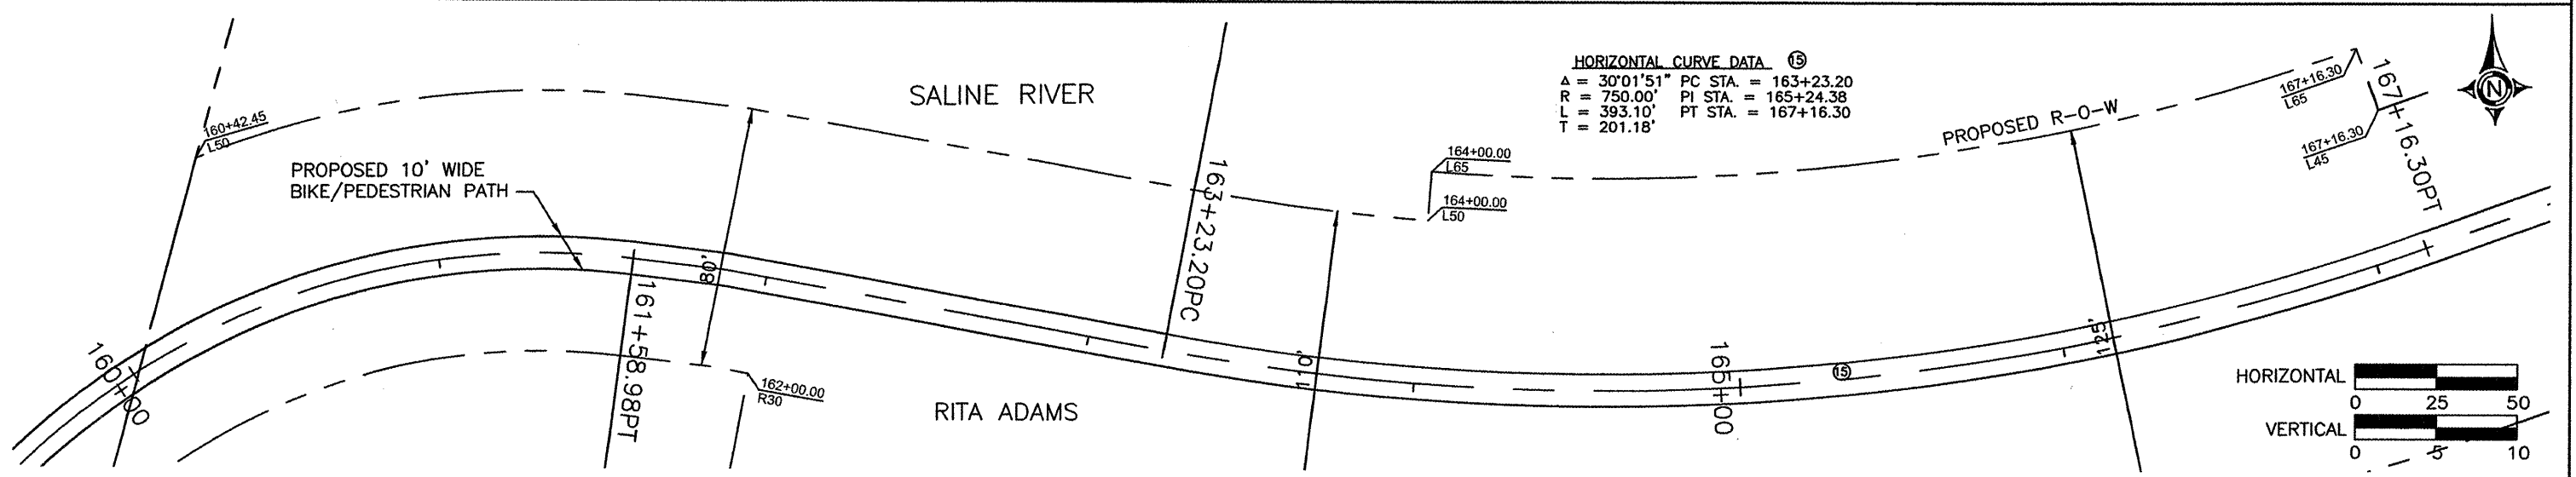 160+42.45
L50
PROPOSED 10' WIDE
BIKE/PEDESTRIAN PATH
160+00
161+58.98PT
80'
162+00.00
R30
SALINE RIVER
RITA ADAMS
163+23.20PC
110'
164+00.00
L65
164+00.00
L50
HORIZONTAL CURVE DATA 15
Δ = 30°01'51" PC STA. = 163+23.20
R = 750.00' PI STA. = 165+24.38
L = 393.10' PT STA. = 167+16.30
T = 201.18'
165+00
15
PROPOSED R-O-W
125'
167+16.30
L65
167+16.30
L45
167+16.30PT
N
HORIZONTAL
0 25 50
VERTICAL
0 5 10